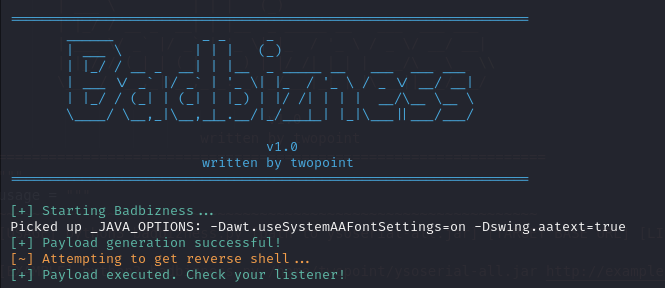 Badbizness
v1.0
written by twopoint
[+] Starting Badbizness...
Picked up _JAVA_OPTIONS: -Dawt.useSystemAAFontSettings=on -Dswing.aatext=true
[+] Payload generation successful!
[~] Attempting to get reverse shell...
[+] Payload executed. Check your listener!